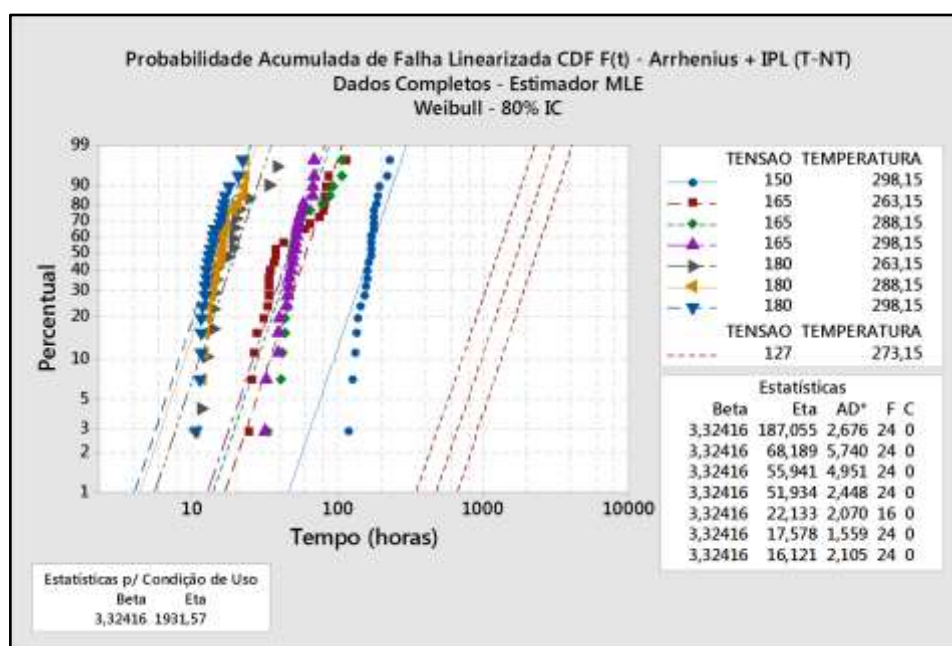 Probabilidade Acumulada de Falha Linearizada CDF F(t) - Arrhenius + IPL (T-NT)
Dados Completos - Estimador MLE
Weibull - 80% IC
99
90
80
70
60
50
40
30
20
10
5
3
2
1
Percentual
10
100
1000
10000
Tempo (horas)
TENSAO TEMPERATURA
150 298,15
165 263,15
165 288,15
165 298,15
180 263,15
180 288,15
180 298,15
TENSAO TEMPERATURA
127 273,15
Estatísticas
Beta Eta AD* F C
3,32416 187,055 2,676 24 0
3,32416 68,189 5,740 24 0
3,32416 55,941 4,951 24 0
3,32416 51,934 2,448 24 0
3,32416 22,133 2,070 16 0
3,32416 17,578 1,559 24 0
3,32416 16,121 2,105 24 0
Estatísticas p/ Condição de Uso
Beta Eta
3,32416 1931,57